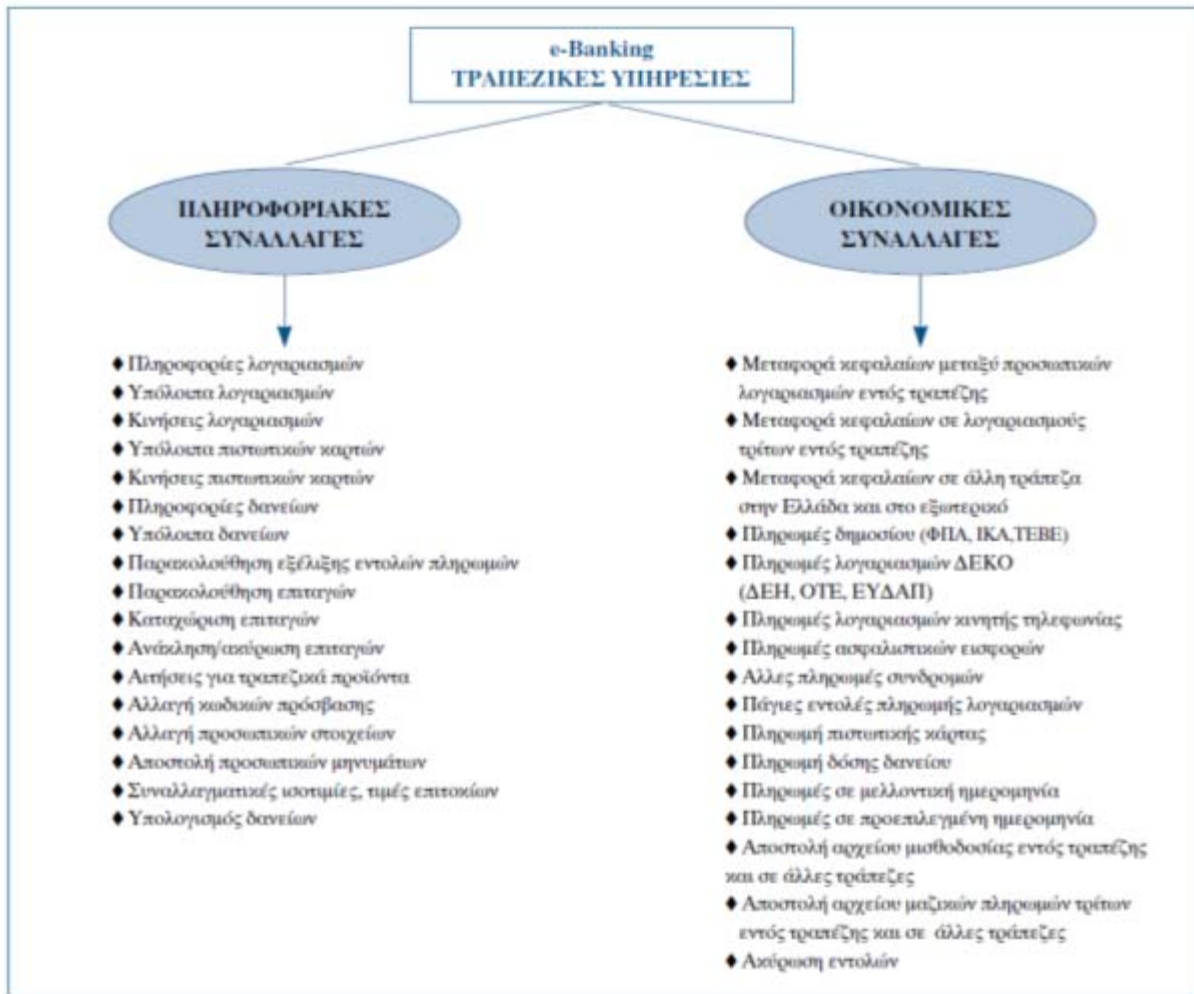 e-Banking
ΤΡΑΠΕΖΙΚΕΣ ΥΠΗΡΕΣΙΕΣ
ΠΛΗΡΟΦΟΡΙΑΚΕΣ
ΣΥΝΑΛΛΑΓΕΣ
♦ Πληροφορίες λογαριασμών
♦ Υπόλοιπα λογαριασμών
♦ Κινήσεις λογαριασμών
♦ Υπόλοιπα πιστωτικών καρτών
♦ Κινήσεις πιστωτικών καρτών
♦ Πληροφορίες δανείων
♦ Υπόλοιπα δανείων
♦ Παρακολούθηση εξέλιξης εντολών πληρωμών
♦ Παρακολούθηση επιταγών
♦ Καταχώριση επιταγών
♦ Ανάκληση/ακύρωση επιταγών
♦ Αιτήσεις για τραπεζικά προϊόντα
♦ Αλλαγή κωδικών πρόσβασης
♦ Αλλαγή προσωπικών στοιχείων
♦ Αποστολή προσωπικών μηνυμάτων
♦ Συναλλαγματικές ισοτιμίες, τιμές επιτοκίων
♦ Υπολογισμός δανείων
ΟΙΚΟΝΟΜΙΚΕΣ
ΣΥΝΑΛΛΑΓΕΣ
♦ Μεταφορά κεφαλαίων μεταξύ προσωπικών
λογαριασμών εντός τραπέζης
♦ Μεταφορά κεφαλαίων σε λογαριασμούς
τρίτων εντός τραπέζης
♦ Μεταφορά κεφαλαίων σε άλλη τράπεζα
στην Ελλάδα και στο εξωτερικό
♦ Πληρωμές δημοσίου (ΦΠΑ, ΙΚΑ,ΤΕΒΕ)
♦ Πληρωμές λογαριασμών ΔΕΚΟ
(ΔΕΗ, ΟΤΕ, ΕΥΔΑΠ)
♦ Πληρωμές λογαριασμών κινητής τηλεφωνίας
♦ Πληρωμές ασφαλιστικών εισφορών
♦ Αλλες πληρωμές συνδρομών
♦ Πάγιες εντολές πληρωμής λογαριασμών
♦ Πληρωμή πιστωτικής κάρτας
♦ Πληρωμή δόσης δανείου
♦ Πληρωμές σε μελλοντική ημερομηνία
♦ Πληρωμές σε προεπιλεγμένη ημερομηνία
♦ Αποστολή αρχείου μισθοδοσίας εντός τραπέζης
και σε άλλες τράπεζες
♦ Αποστολή αρχείου μαζικών πληρωμών τρίτων
εντός τραπέζης και σε άλλες τράπεζες
♦ Ακύρωση εντολών